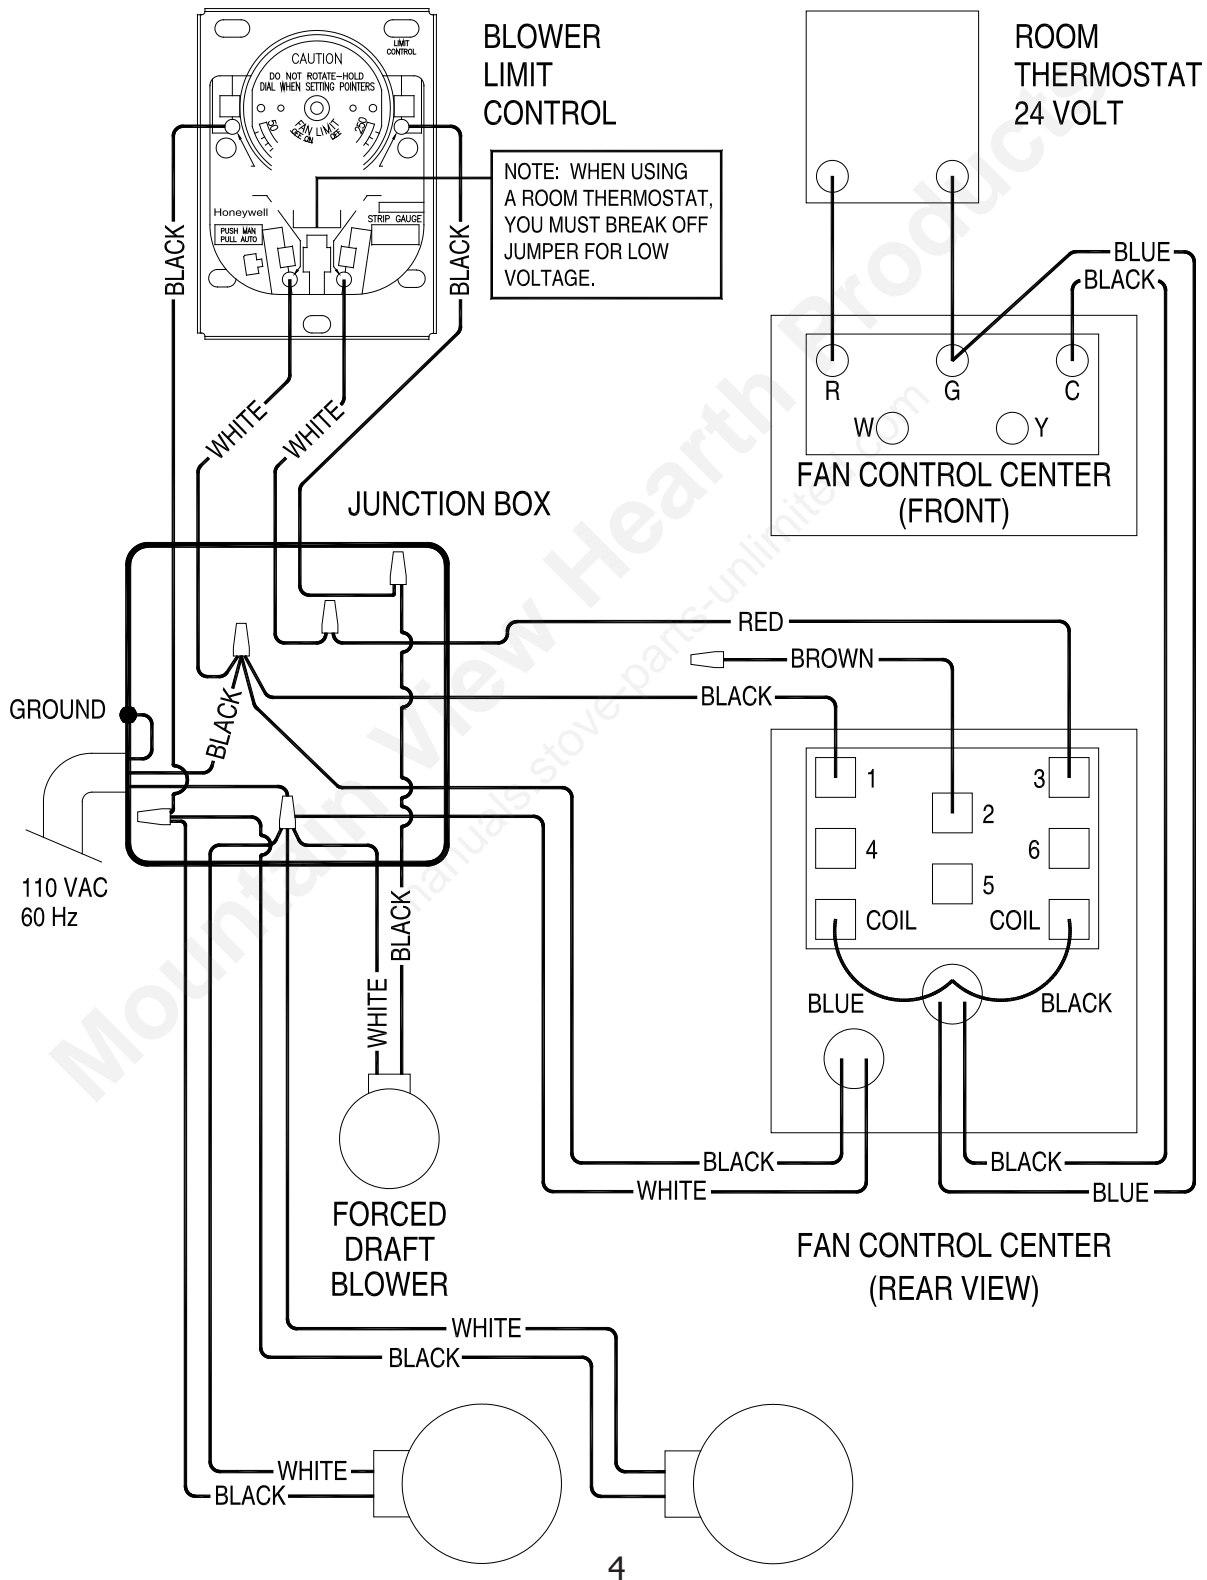 BLOWER
LIMIT
CONTROL
LIMIT
CONTROL
CAUTION
DO NOT ROTATE-HOLD
DIAL WHEN SETTING POINTERS
50
FAN LIMIT
OFF ON
OFF
250
Honeywell
PUSH MAN
PULL AUTO
STRIP GAUGE
NOTE: WHEN USING
A ROOM THERMOSTAT,
YOU MUST BREAK OFF
JUMPER FOR LOW
VOLTAGE.
ROOM
THERMOSTAT
24 VOLT
BLACK
BLACK
WHITE
WHITE
BLUE
BLACK
R
G
C
W
Y
FAN CONTROL CENTER
(FRONT)
JUNCTION BOX
RED
BROWN
BLACK
GROUND
BLACK
110 VAC
60 Hz
1
2
3
4
5
6
COIL
COIL
BLUE
BLACK
BLACK
WHITE
FORCED
DRAFT
BLOWER
BLACK
WHITE
BLACK
BLUE
FAN CONTROL CENTER
(REAR VIEW)
WHITE
BLACK
WHITE
BLACK
4
Mountain View Hearth Products
manuals.stove-parts-unlimited.com